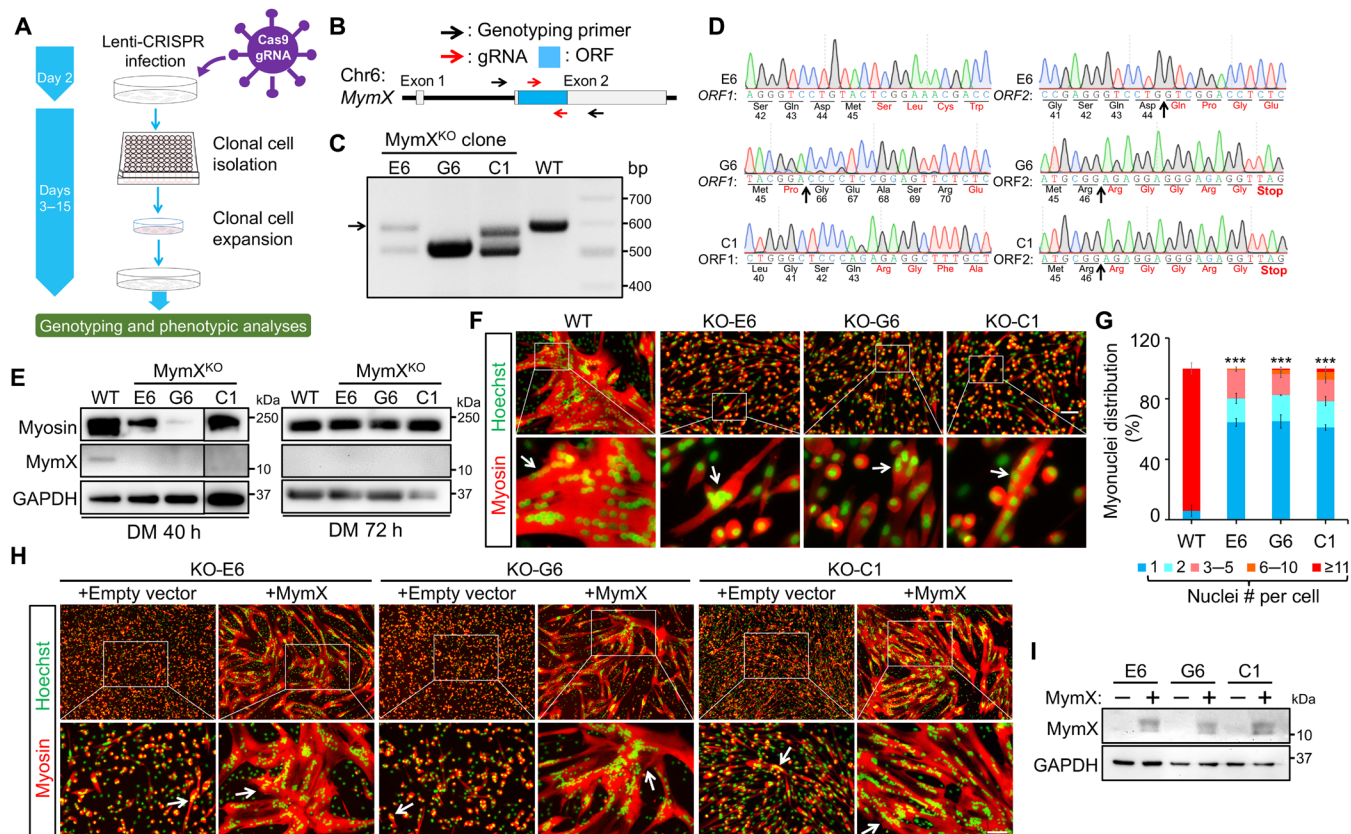 A
Day 2
Days
3–15
Lenti-CRISPR
infection
Cas9
gRNA
Clonal cell
isolation
Clonal cell
expansion
Genotyping and phenotypic analyses
B
: Genotyping primer
: gRNA
: ORF
Chr6:
MymX
Exon 1
Exon 2
C
MymXKO clone
E6 G6 C1 WT bp
700
600
500
400
D
E6
ORF1:
A G G G T C C T G T A C T C G G A A A C G A C C
Ser Gln Asp Met Ser Leu Cys Trp
42 43 44 45
E6
ORF2:
Gly Ser Gln Asp Gln Pro Gly Glu
41 42 43 44
G6
ORF1:
T A C G G A C C C C T C C G G A G T T C T C T C
Met Pro Gly Glu Ala Ser Arg Glu
45 66 67 68 69 70
G6
ORF2:
A T G C G G A G A G G A G G G A G A G G T T A G
Met Arg Arg Gly Gly Arg Gly Stop
45 46
C1
ORF1:
C T G G G C T C C C A G A G A G G C T T T G C T
Leu Gly Ser Gln Arg Gly Phe Ala
40 41 42 43
C1
ORF2:
A T G C G G A G A G G A G G G A G A G G T T A G
Met Arg Arg Gly Gly Arg Gly Stop
45 46
E
MymXKO
WT E6 G6 C1 kDa
Myosin 250
MymX 10
GAPDH 37
DM 40 h
MymXKO
WT E6 G6 C1 kDa
250
10
37
DM 72 h
F
WT KO-E6 KO-G6 KO-C1
Hoechst
Myosin
G
Myonuclei distribution
(%)
120
80
40
0
*** *** ***
WT E6 G6 C1
1 2 3–5 6–10 ≥11
Nuclei # per cell
H
KO-E6 KO-G6 KO-C1
+Empty vector +MymX +Empty vector +MymX +Empty vector +MymX
Hoechst
Myosin
I
E6 G6 C1
MymX: – + – + – + kDa
MymX 10
GAPDH 37